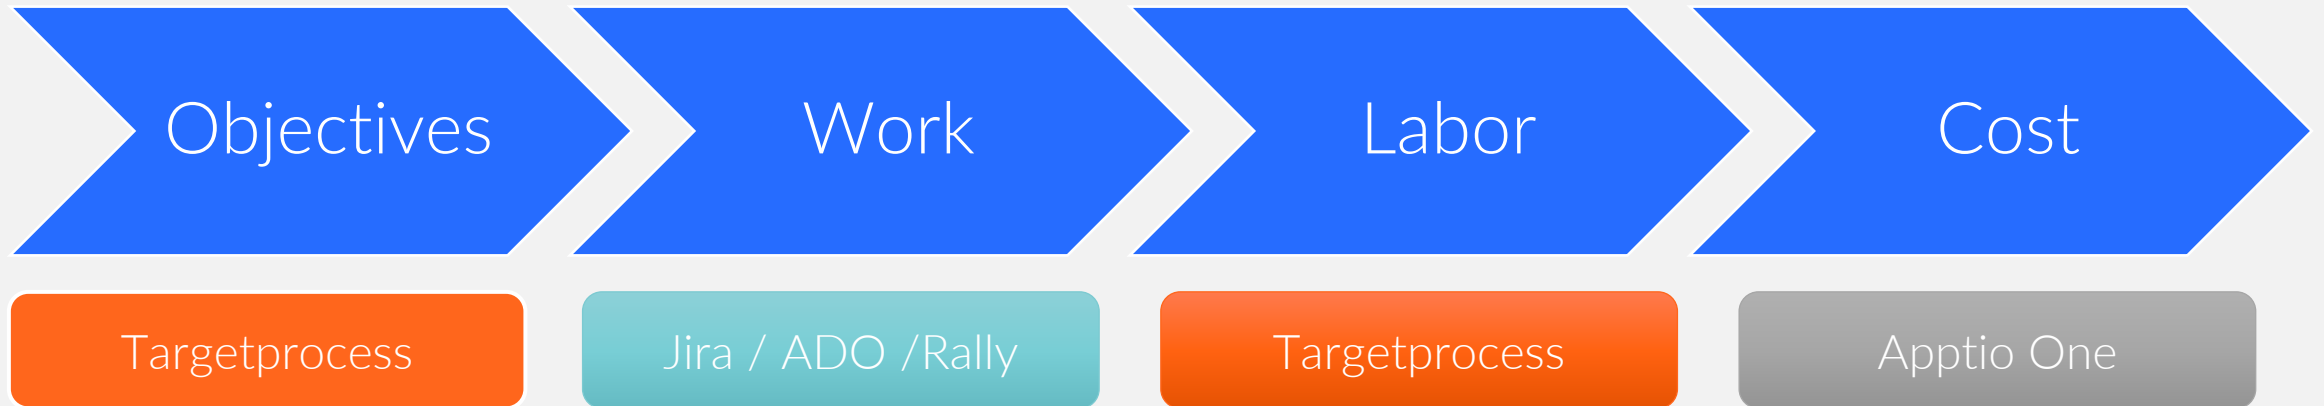 Objectives
Work
Labor
Cost
Targetprocess
Jira / ADO /Rally
Targetprocess
Apptio One